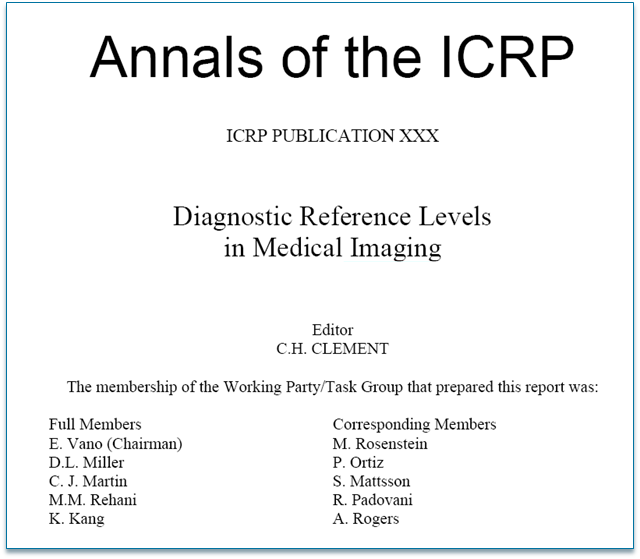 Annals of the ICRP
ICRP PUBLICATION XXX
Diagnostic Reference Levels
in Medical Imaging
Editor
C.H. CLEMENT
The membership of the Working Party/Task Group that prepared this report was:
Full Members
E. Vano (Chairman)
D.L. Miller
C. J. Martin
M.M. Rehani
K. Kang
Corresponding Members
M. Rosenstein
P. Ortiz
S. Mattsson
R. Padovani
A. Rogers